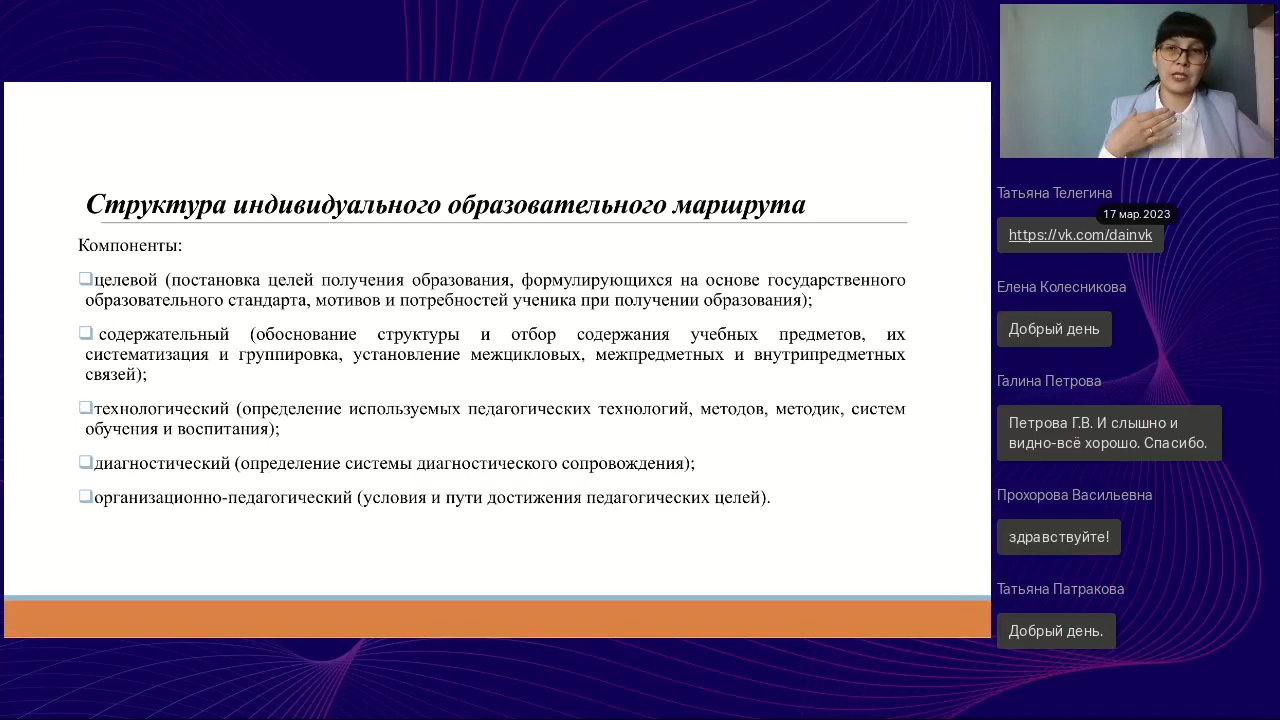 Структура индивидуального образовательного маршрута
Компоненты:
❑целевой (постановка целей получения образования, формулирующихся на основе государственного
образовательного стандарта, мотивов и потребностей ученика при получении образования);
❑ содержательный (обоснование структуры и отбор содержания учебных предметов, их
систематизация и группировка, установление межцикловых, межпредметных и внутрипредметных
связей);
❑технологический (определение используемых педагогических технологий, методов, методик, систем
обучения и воспитания);
❑диагностический (определение системы диагностического сопровождения);
❑организационно-педагогический (условия и пути достижения педагогических целей).
Татьяна Телегина
17 мар.2023
https://vk.com/dainvk
Елена Колесникова
Добрый день
Галина Петрова
Петрова Г.В. И слышно и
видно-всё хорошо. Спасибо.
Прохорова Васильевна
здравствуйте!
Татьяна Патракова
Добрый день.